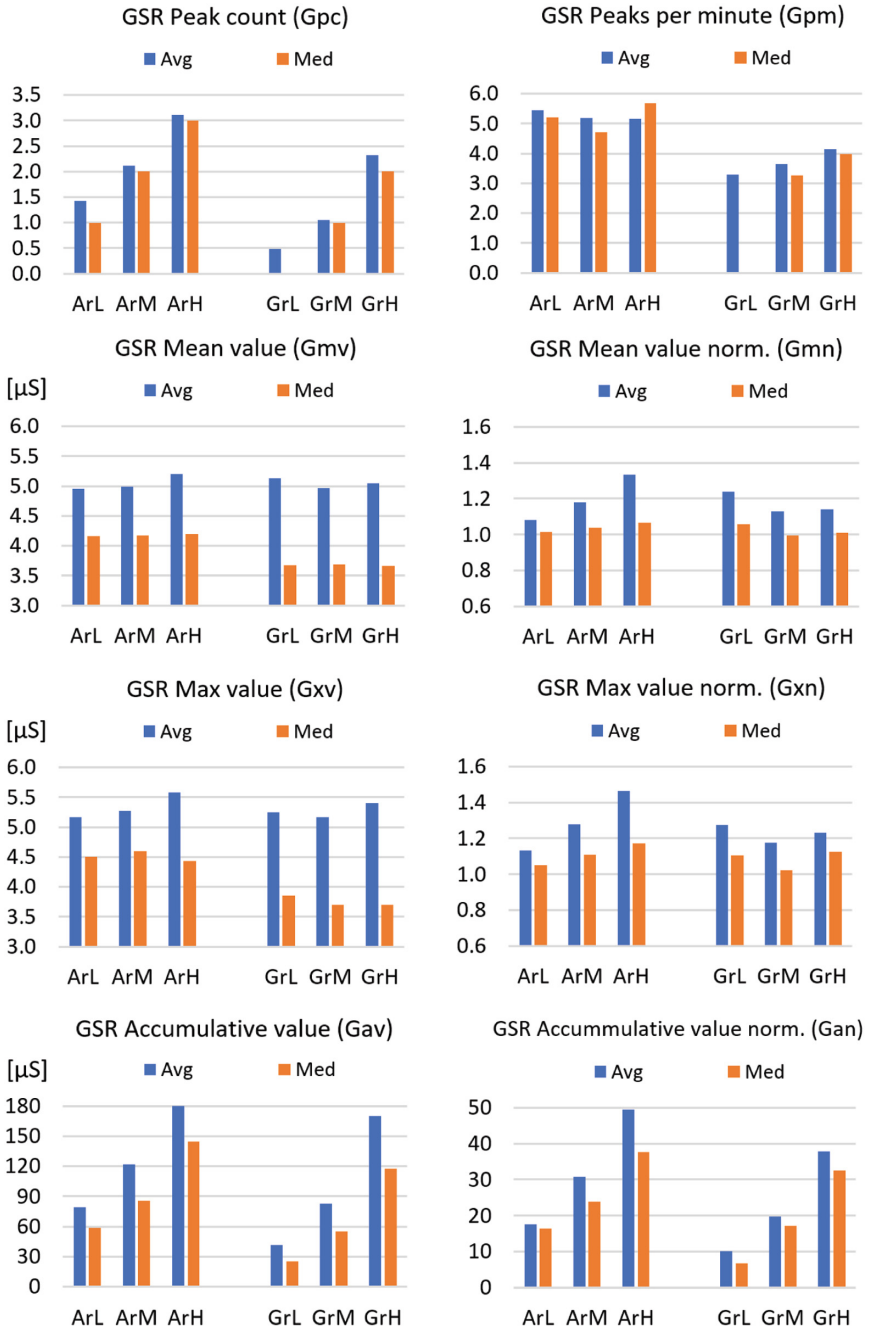 GSR Peak count (Gpc)
Avg Med
3.5
3.0
2.5
2.0
1.5
1.0
0.5
0.0
ArL ArM ArH GrL GrM GrH
GSR Peaks per minute (Gpm)
Avg Med
6.0
5.0
4.0
3.0
2.0
1.0
0.0
ArL ArM ArH GrL GrM GrH
GSR Mean value (Gmv)
[µS]
Avg Med
6.0
5.5
5.0
4.5
4.0
3.5
3.0
ArL ArM ArH GrL GrM GrH
GSR Mean value norm. (Gmn)
Avg Med
1.6
1.4
1.2
1.0
0.8
0.6
ArL ArM ArH GrL GrM GrH
GSR Max value (Gxv)
[µS]
Avg Med
6.0
5.5
5.0
4.5
4.0
3.5
3.0
ArL ArM ArH GrL GrM GrH
GSR Max value norm. (Gxn)
Avg Med
1.6
1.4
1.2
1.0
0.8
0.6
ArL ArM ArH GrL GrM GrH
GSR Accumulative value (Gav)
[µS]
Avg Med
180
150
120
90
60
30
0
ArL ArM ArH GrL GrM GrH
GSR Accummulative value norm. (Gan)
Avg Med
50
40
30
20
10
0
ArL ArM ArH GrL GrM GrH